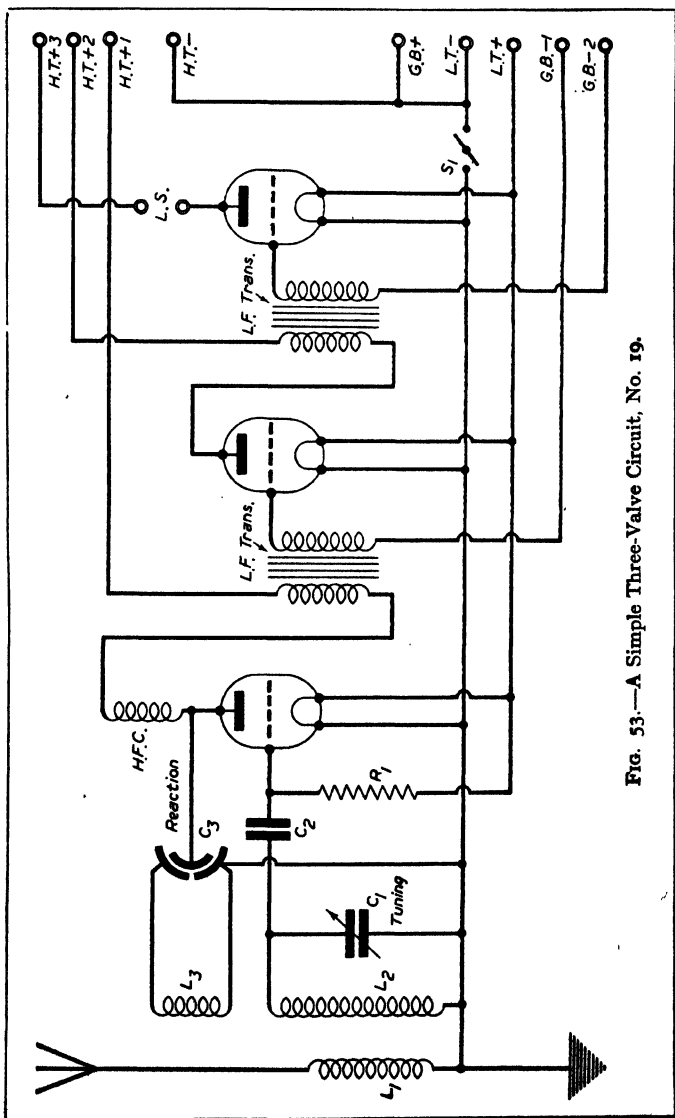 H.T.+3
H.T.+2
H.T.+1
H.T.-
G.B.+
L.T.-
L.T.+
G.B.-1
G.B.-2
L.S.
S1
L.F. Trans.
L.F. Trans.
H.F.C.
Reaction
C3
C2
R1
L3
C1
Tuning
L2
L1
FIG. 53.—A Simple Three-Valve Circuit, No. 19.